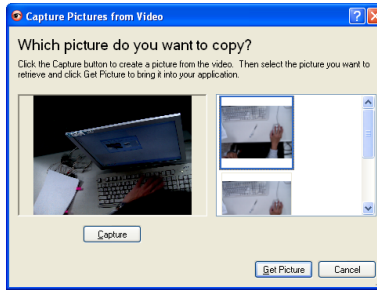 Capture Pictures from Video
Which picture do you want to copy?
Click the Capture button to create a picture from the video. Then select the picture you want to
retrieve and click Get Picture to bring it into your application.
Capture
Get Picture
Cancel